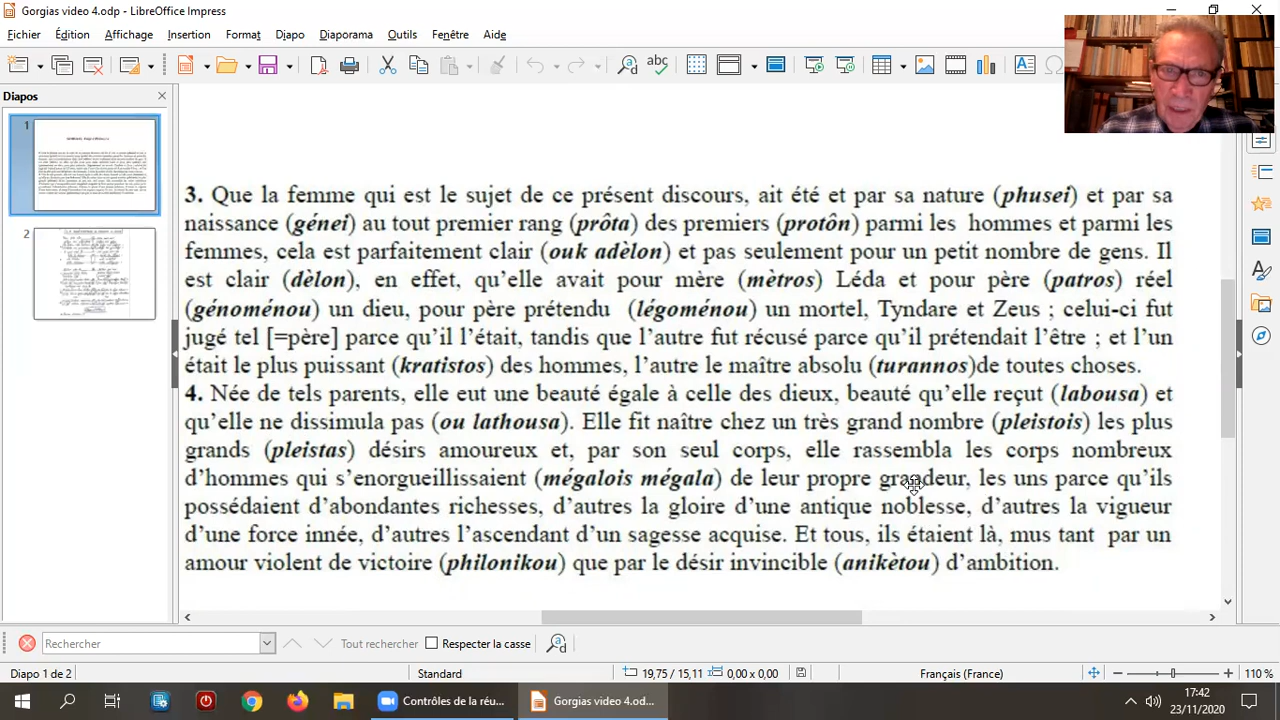 Gorgias video 4.odp - LibreOffice Impress
Fichier Édition Affichage Insertion Format Diapo Diaporama Outils Fenêtre Aide
abc
A
Diapos
1
2
3. Que la femme qui est le sujet de ce présent discours, ait été et par sa nature (phusei) et par sa
naissance (génei) au tout premier rang (prôta) des premiers (protôn) parmi les hommes et parmi les
femmes, cela est parfaitement clair (ouk adèlon) et pas seulement pour un petit nombre de gens. Il
est clair (dèlon), en effet, qu’elle avait pour mère (mètros) Léda et pour père (patros) réel
(génoménou) un dieu, pour père prétendu (légoménou) un mortel, Tyndare et Zeus ; celui-ci fut
jugé tel [=père] parce qu’il l’était, tandis que l’autre fut récusé parce qu’il prétendait l’être ; et l’un
était le plus puissant (kratistos) des hommes, l’autre le maître absolu (turannos)de toutes choses.
4. Née de tels parents, elle eut une beauté égale à celle des dieux, beauté qu’elle reçut (labousa) et
qu’elle ne dissimula pas (ou lathousa). Elle fit naître chez un très grand nombre (pleistois) les plus
grands (pleistas) désirs amoureux et, par son seul corps, elle rassembla les corps nombreux
d’hommes qui s’enorgueillissaient (mégalois mégala) de leur propre grandeur, les uns parce qu’ils
possédaient d’abondantes richesses, d’autres la gloire d’une antique noblesse, d’autres la vigueur
d’une force innée, d’autres l’ascendant d’un sagesse acquise. Et tous, ils étaient là, mus tant par un
amour violent de victoire (philonikou) que par le désir invincible (anikètou) d’ambition.
Rechercher Tout rechercher Respecter la casse
Diapo 1 de 2 Standard 19,75 / 15,11 0,00 x 0,00 Français (France) 110 %
Contrôles de la réu... Gorgias video 4.od... 17:42
23/11/2020